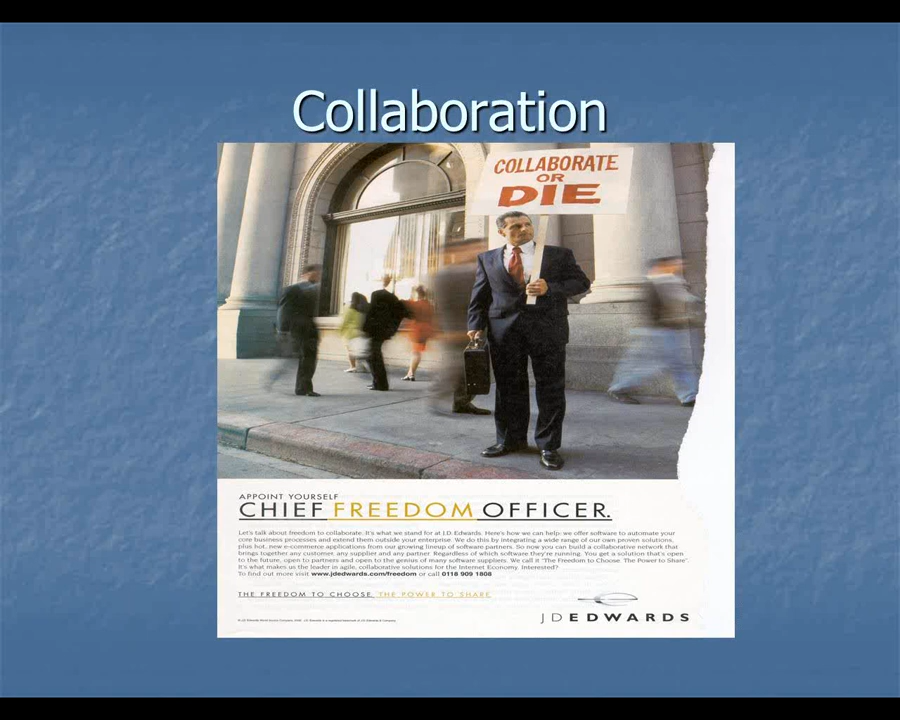 Collaboration
COLLABORATE
OR
DIE
APPOINT YOURSELF
CHIEF FREEDOM OFFICER.
Let's talk about freedom to collaborate. It's what we stand for at J.D. Edwards. Here's how we can help: we offer software to automate your
core business processes and extend them outside your enterprise. We do this by integrating a wide range of our own proven solutions,
plus hot, new e-commerce applications from our growing lineup of software partners. So now you can build a collaborative network that
brings together any customer, any supplier and any partner. Regardless of which software they're running. You get a solution that's open
to the future, open to partners and open to the genius of many software suppliers. We call it "The Freedom to Choose. The Power to Share".
It's what makes us the leader in agile, collaborative solutions for the Internet Economy. Interested?
To find out more visit www.jdedwards.com/freedom or call 0118 909 1808
THE FREEDOM TO CHOOSE. THE POWER TO SHARE
JDEDWARDS